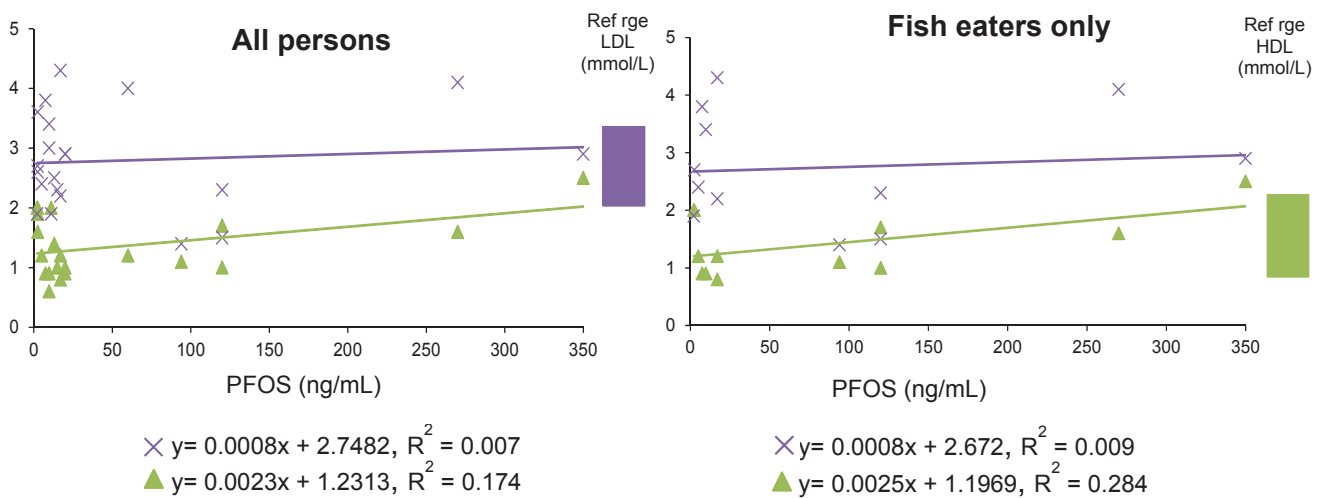 All persons
Ref rge
LDL
(mmol/L)
5
4
3
2
1
0
0 50 100 150 200 250 300 350
PFOS (ng/mL)
y= 0.0008x + 2.7482, R² = 0.007
y= 0.0023x + 1.2313, R² = 0.174
Fish eaters only
Ref rge
HDL
(mmol/L)
5
4
3
2
1
0
0 50 100 150 200 250 300 350
PFOS (ng/mL)
y= 0.0008x + 2.672, R² = 0.009
y= 0.0025x + 1.1969, R² = 0.284